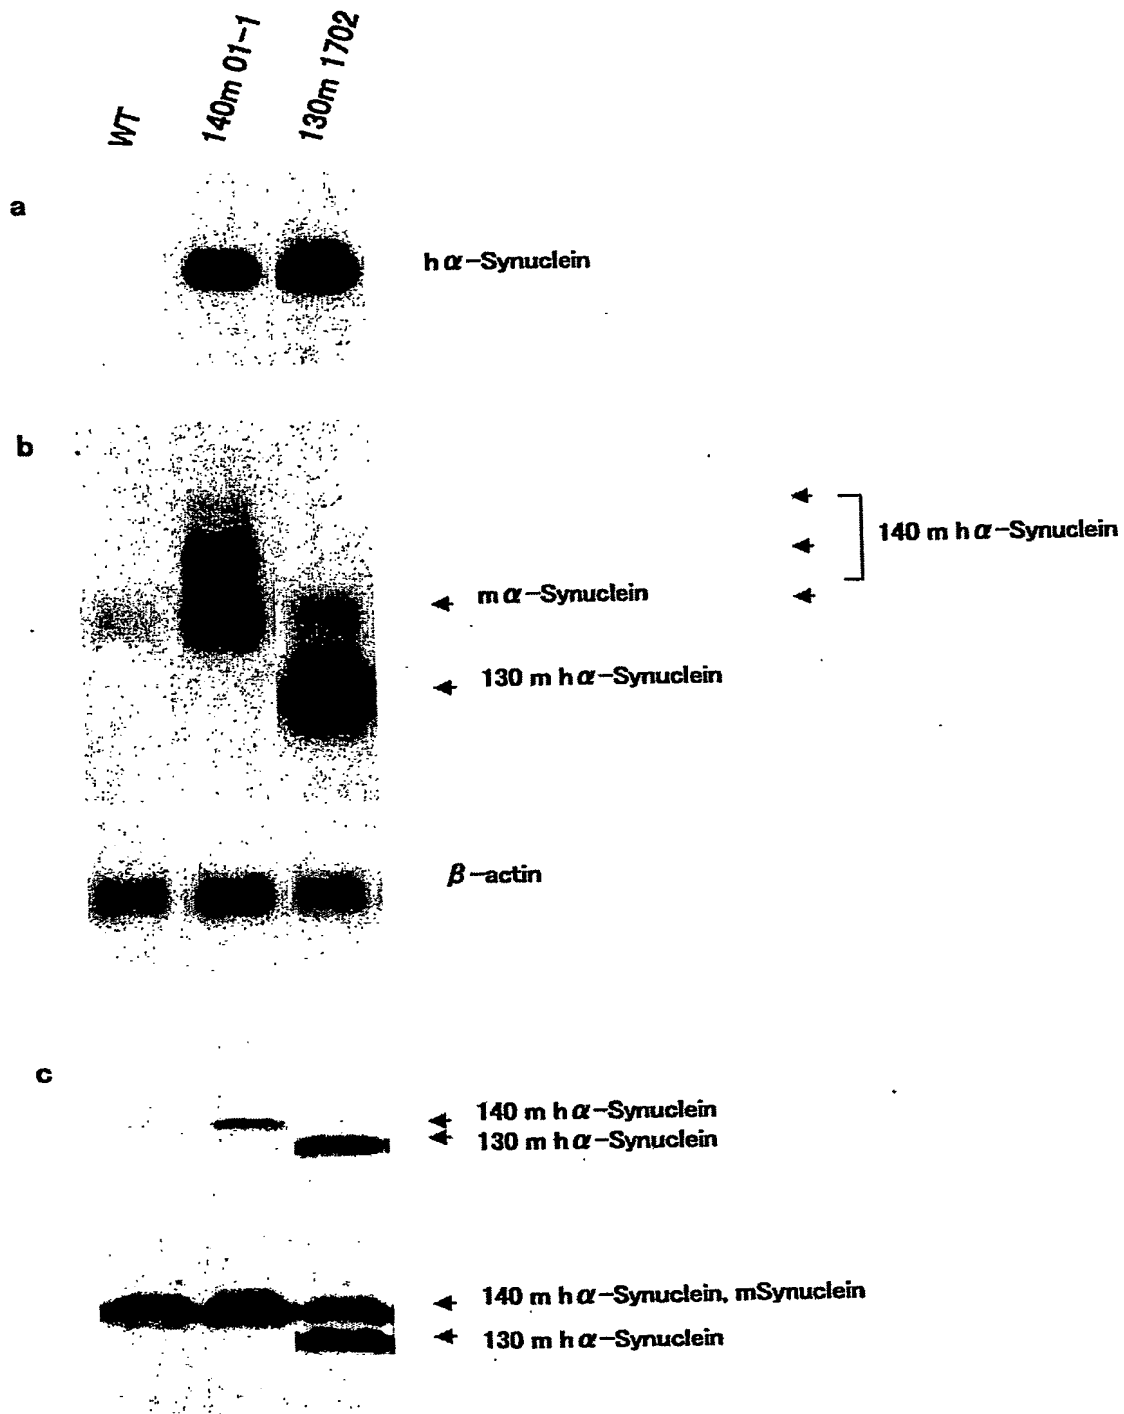 WT
140m 01-1
130m 1702
a
h α-Synuclein
b
140 m h α-Synuclein
m α-Synuclein
130 m h α-Synuclein
β-actin
c
140 m h α-Synuclein
130 m h α-Synuclein
140 m h α-Synuclein, mSynuclein
130 m h α-Synuclein